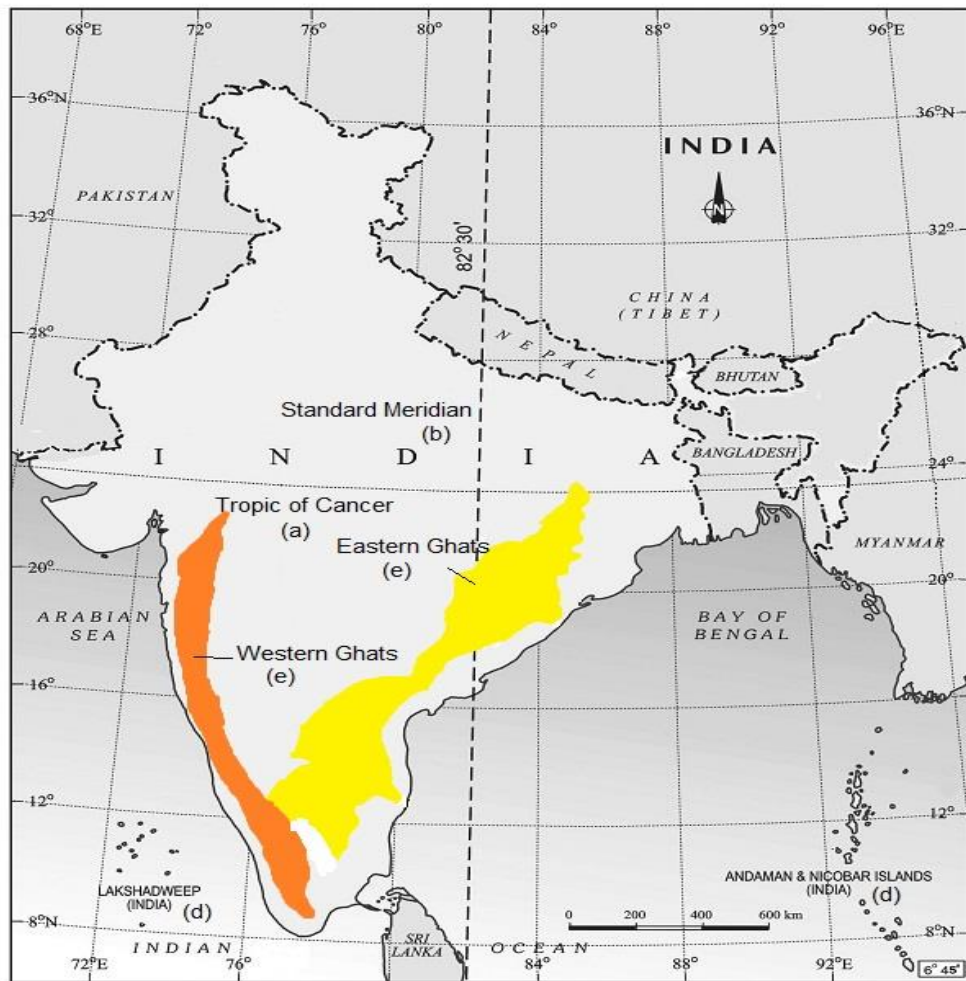 68°E 72° 76° 80° 84° 88° 92° 96°E
36°N
36°N
INDIA
N
PAKISTAN
32°
32°
82° 30'
CHINA
(TIBET)
28°
28°
NEPAL
BHUTAN
Standard Meridian
(b)
I N D I A
BANGLADESH
24°
24°
Tropic of Cancer
(a)
Eastern Ghats
(e)
MYANMAR
20°
20°
ARABIAN
SEA
BAY OF
BENGAL
Western Ghats
(e)
16°
12°
12°
LAKSHADWEEP
(INDIA)
(d)
ANDAMAN & NICOBAR ISLANDS
(INDIA) (d)
0 200 400 600 km
8°N
8°N
INDIAN OCEAN
SRI
LANKA
72°E 76° 84° 88° 92°E
6° 45'